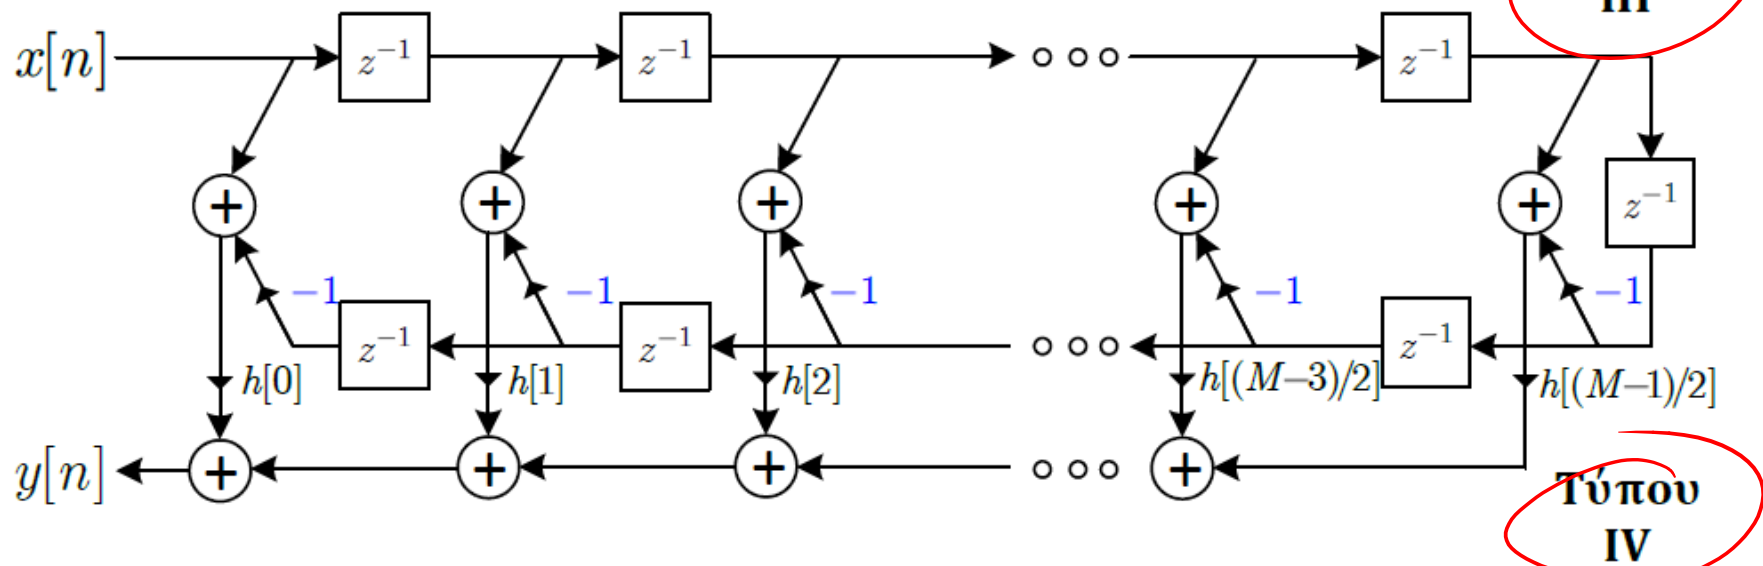 III
x[n] z⁻¹ z⁻¹ z⁻¹
+ + + + + z⁻¹
−1 −1 −1 −1 −1
z⁻¹ z⁻¹ z⁻¹
h[0] h[1] h[2] h[(M−3)/2] h[(M−1)/2]
y[n] + + + +
Τύπου
IV